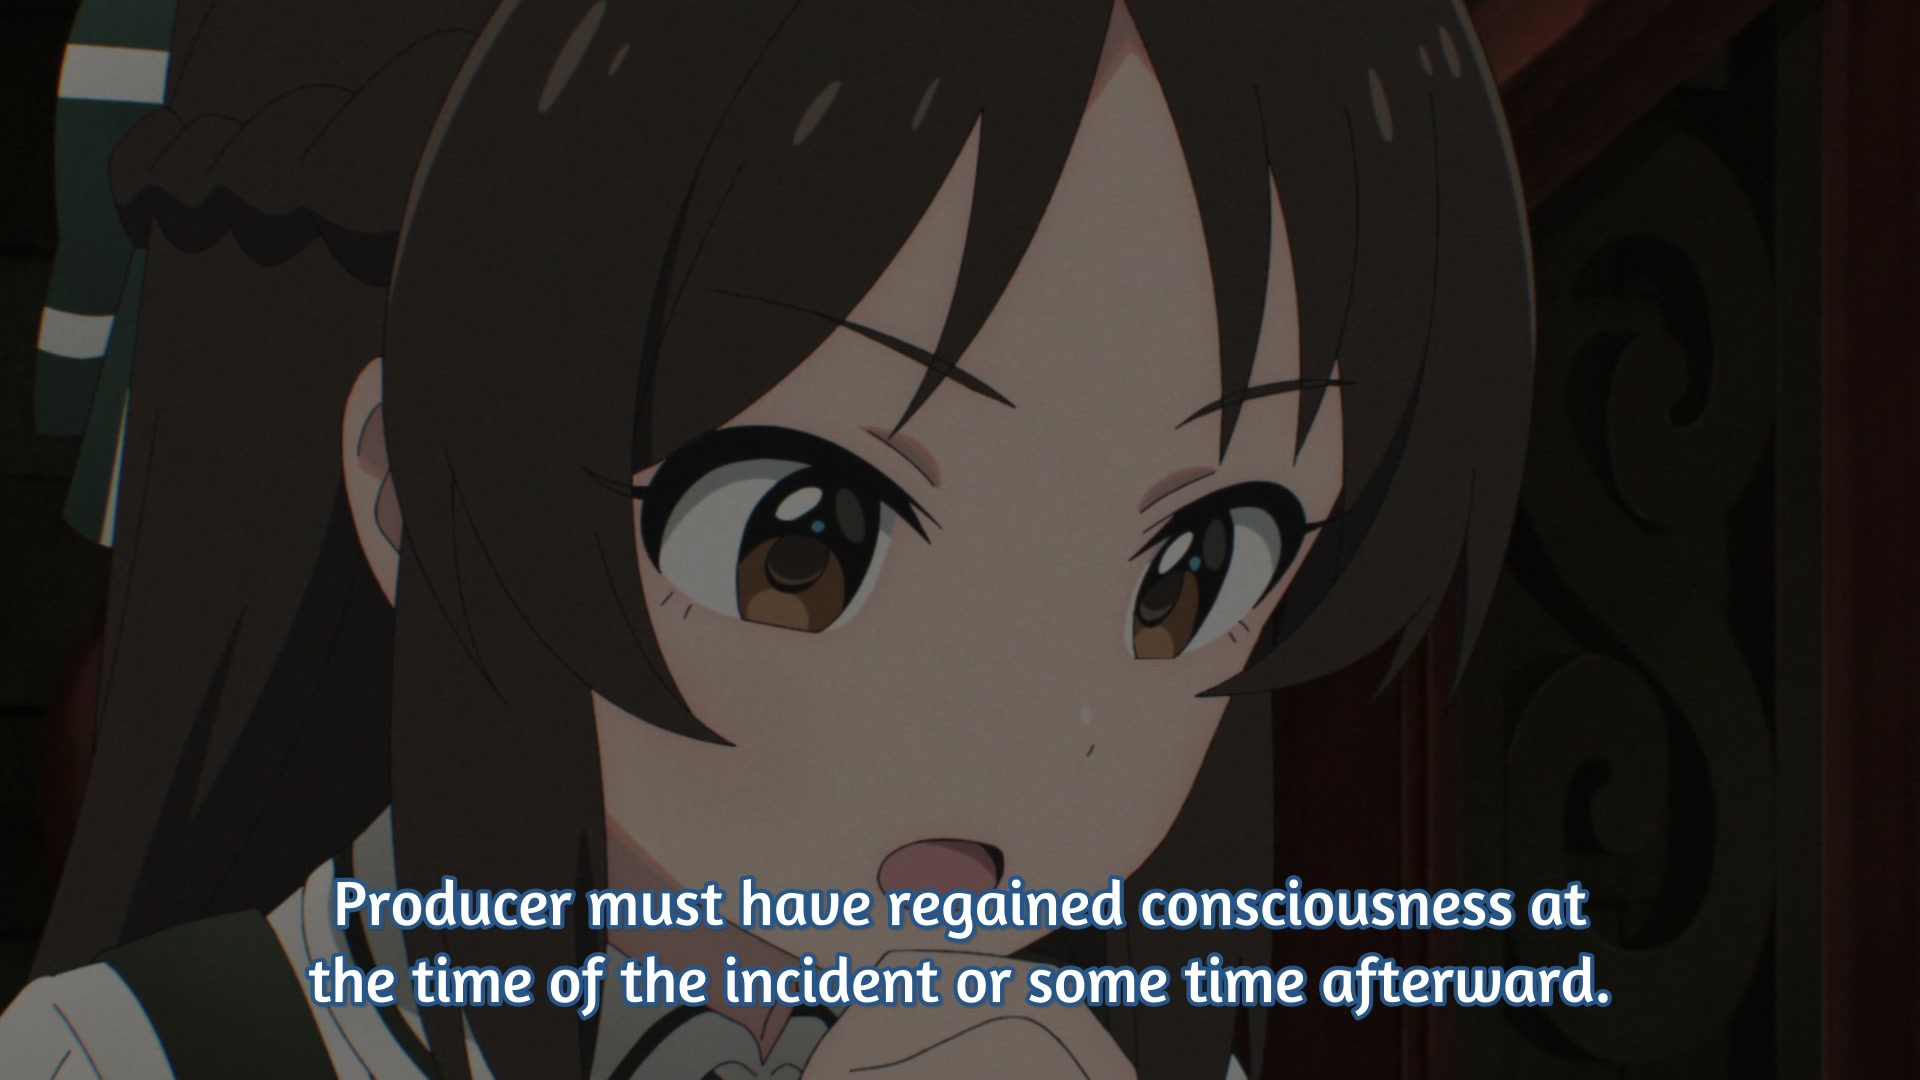 Producer must have regained consciousness at
the time of the incident or some time afterward.